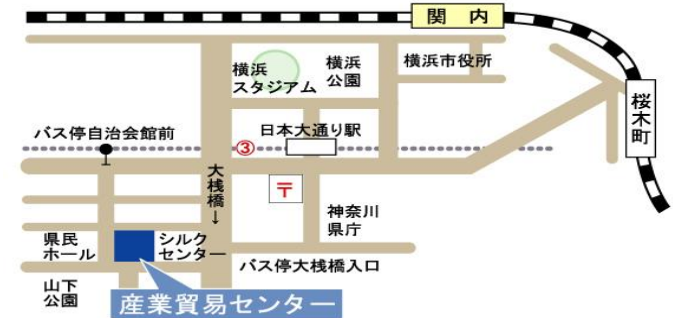 関 内
横浜
スタジアム
横浜
公園
横浜市役所
桜木町
バス停自治会館前
③
日本大通り駅
大桟橋↓
〒
神奈川
県庁
県民
ホール
シルク
センター
バス停大桟橋入口
山下
公園
産業貿易センター